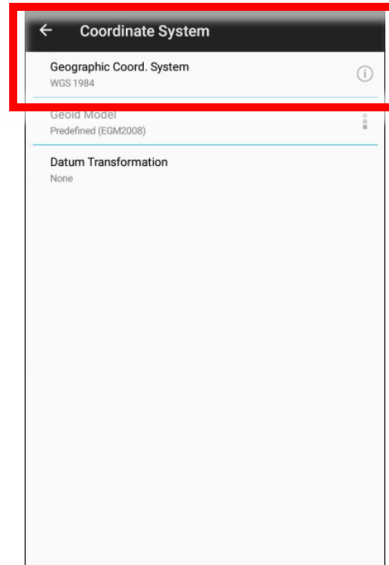 Coordinate System
Geographic Coord. System
WGS 1984
Geoid Model
Predefined (EGM2008)
Datum Transformation
None